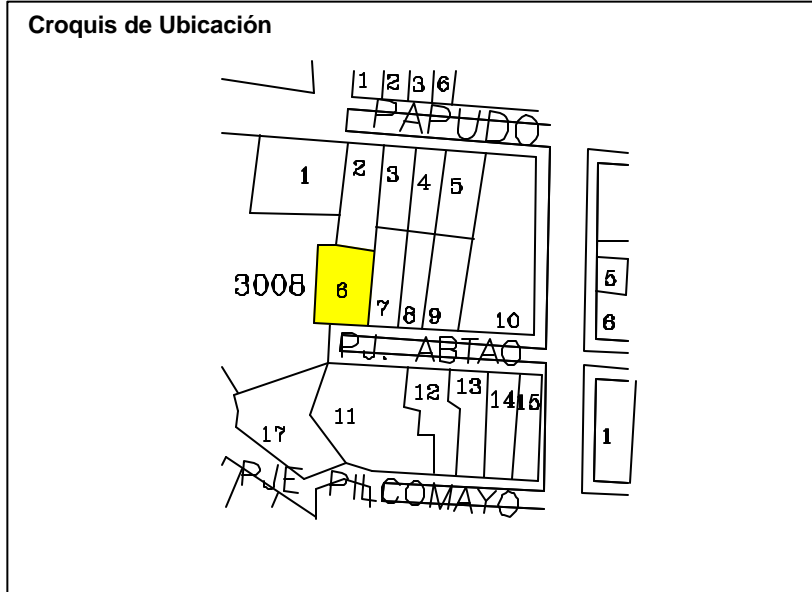 Croquis de Ubicación
1 2 3 6
PAPUDO
1 2 3 4 5
3008 6 7 8 9 10
5
6
PJ. ABTAO
11 12 13 14 15
17
1
PJE PILCOMAYO